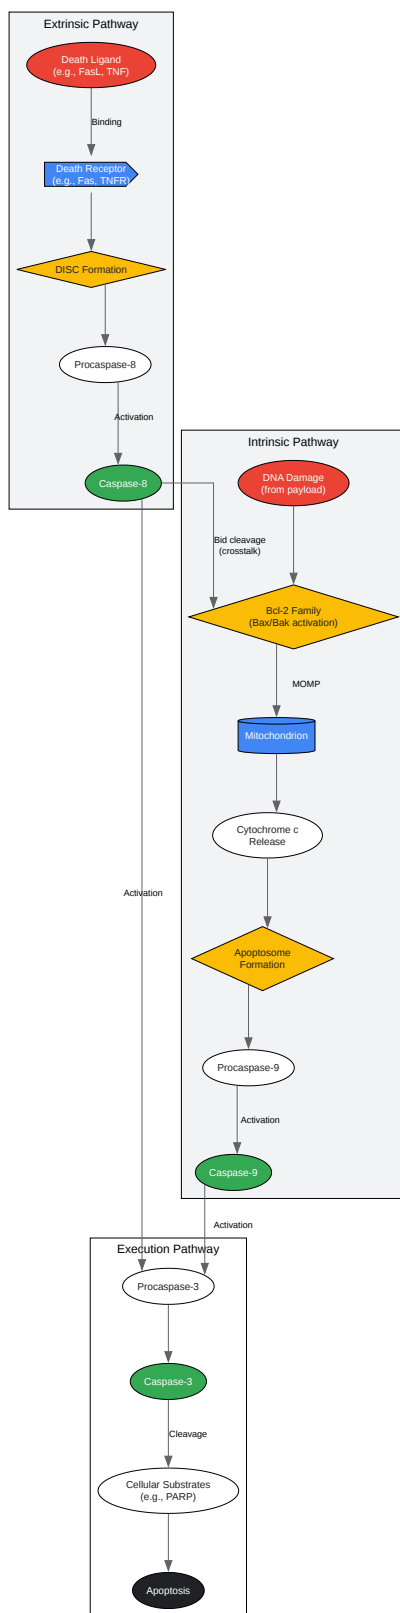 Extrinsic Pathway
Death Ligand
(e.g., FasL, TNF)
Binding
Death Receptor
(e.g., Fas, TNFR)
DISC Formation
Procaspase-8
Activation
Caspase-8
Intrinsic Pathway
DNA Damage
(from payload)
Bid cleavage
(crosstalk)
Bcl-2 Family
(Bax/Bak activation)
MOMP
Mitochondrion
Cytochrome c
Release
Activation
Apoptosome
Formation
Procaspase-9
Activation
Caspase-9
Activation
Execution Pathway
Procaspase-3
Caspase-3
Cleavage
Cellular Substrates
(e.g., PARP)
Apoptosis